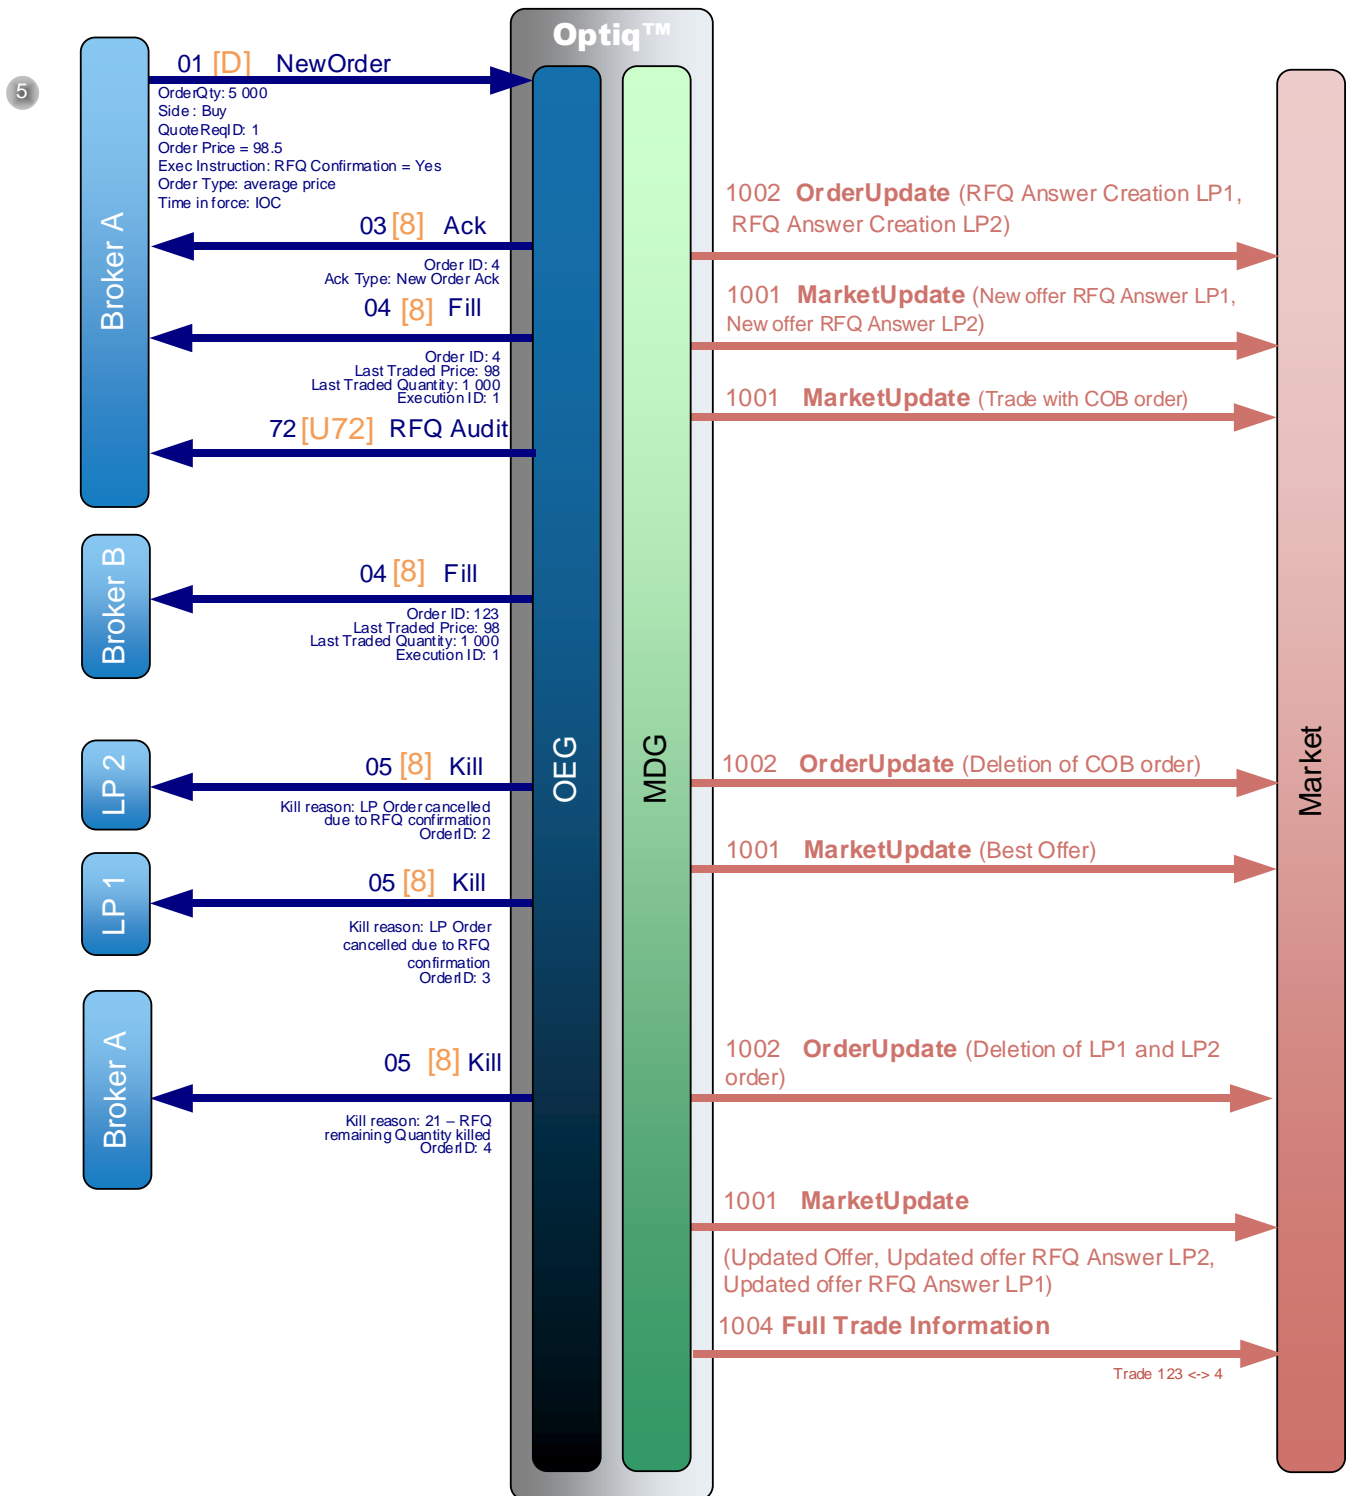 Optiq™
5
Broker A
01 [D] NewOrder
OrderQty: 5 000
Side : Buy
QuoteReqID: 1
Order Price = 98.5
Exec Instruction: RFQ Confirmation = Yes
Order Type: average price
Time in force: IOC
03 [8] Ack
Order ID: 4
Ack Type: New Order Ack
04 [8] Fill
Order ID: 4
Last Traded Price: 98
Last Traded Quantity: 1 000
Execution ID: 1
72 [U72] RFQ Audit
Broker B
04 [8] Fill
Order ID: 123
Last Traded Price: 98
Last Traded Quantity: 1 000
Execution ID: 1
LP 2
05 [8] Kill
Kill reason: LP Order cancelled
due to RFQ confirmation
OrderID: 2
LP 1
05 [8] Kill
Kill reason: LP Order
cancelled due to RFQ
confirmation
OrderID: 3
Broker A
05 [8] Kill
Kill reason: 21 – RFQ
remaining Quantity killed
OrderID: 4
OEG
MDG
1002 OrderUpdate (RFQ Answer Creation LP1,
RFQ Answer Creation LP2)
1001 MarketUpdate (New offer RFQ Answer LP1,
New offer RFQ Answer LP2)
1001 MarketUpdate (Trade with COB order)
1002 OrderUpdate (Deletion of COB order)
1001 MarketUpdate (Best Offer)
1002 OrderUpdate (Deletion of LP1 and LP2
order)
1001 MarketUpdate
(Updated Offer, Updated offer RFQ Answer LP2,
Updated offer RFQ Answer LP1)
1004 Full Trade Information
Trade 123 <-> 4
Market